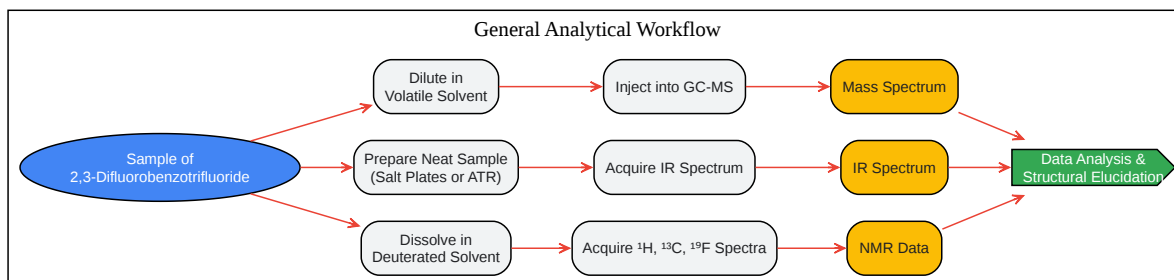 General Analytical Workflow
Dilute in
Volatile Solvent
Inject into GC-MS
Mass Spectrum
Sample of
2,3-Difluorobenzotrifluoride
Prepare Neat Sample
(Salt Plates or ATR)
Acquire IR Spectrum
IR Spectrum
Data Analysis &
Structural Elucidation
Dissolve in
Deuterated Solvent
Acquire ¹H, ¹³C, ¹⁹F Spectra
NMR Data